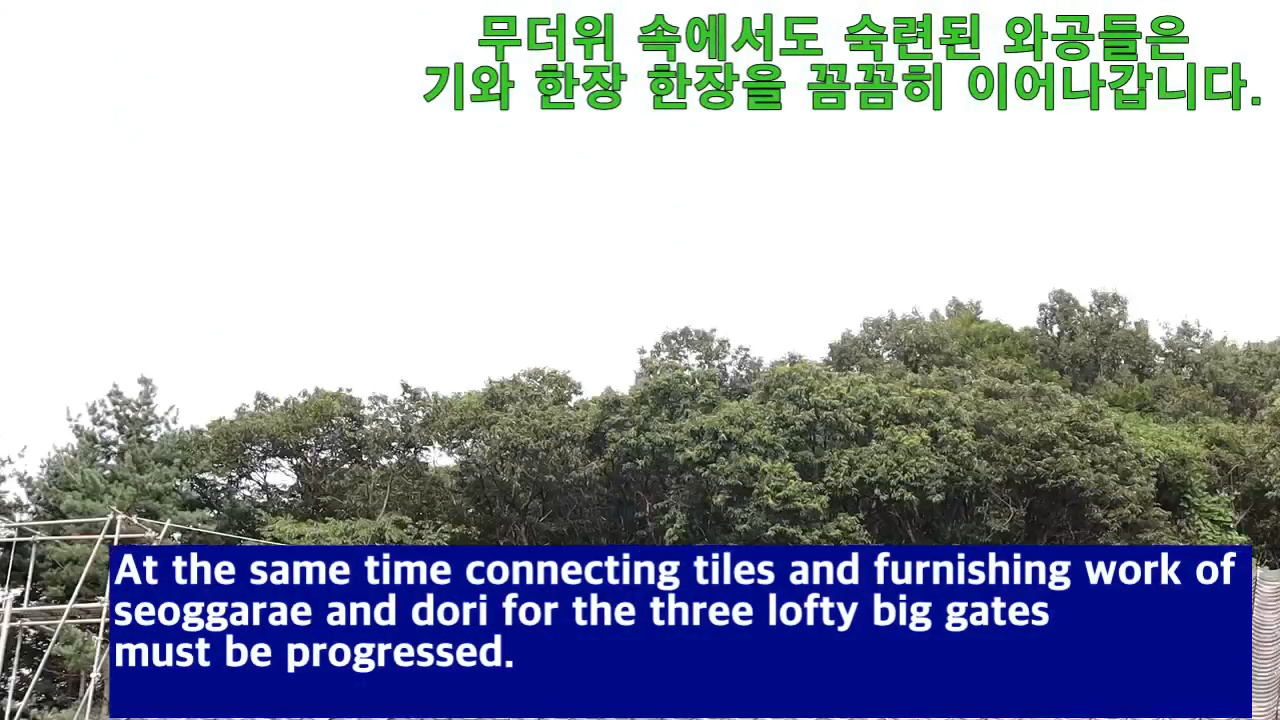 무더위 속에서도 숙련된 와공들은
기와 한장 한장을 꼼꼼히 이어나갑니다.
At the same time connecting tiles and furnishing work of
seoggarae and dori for the three lofty big gates
must be progressed.